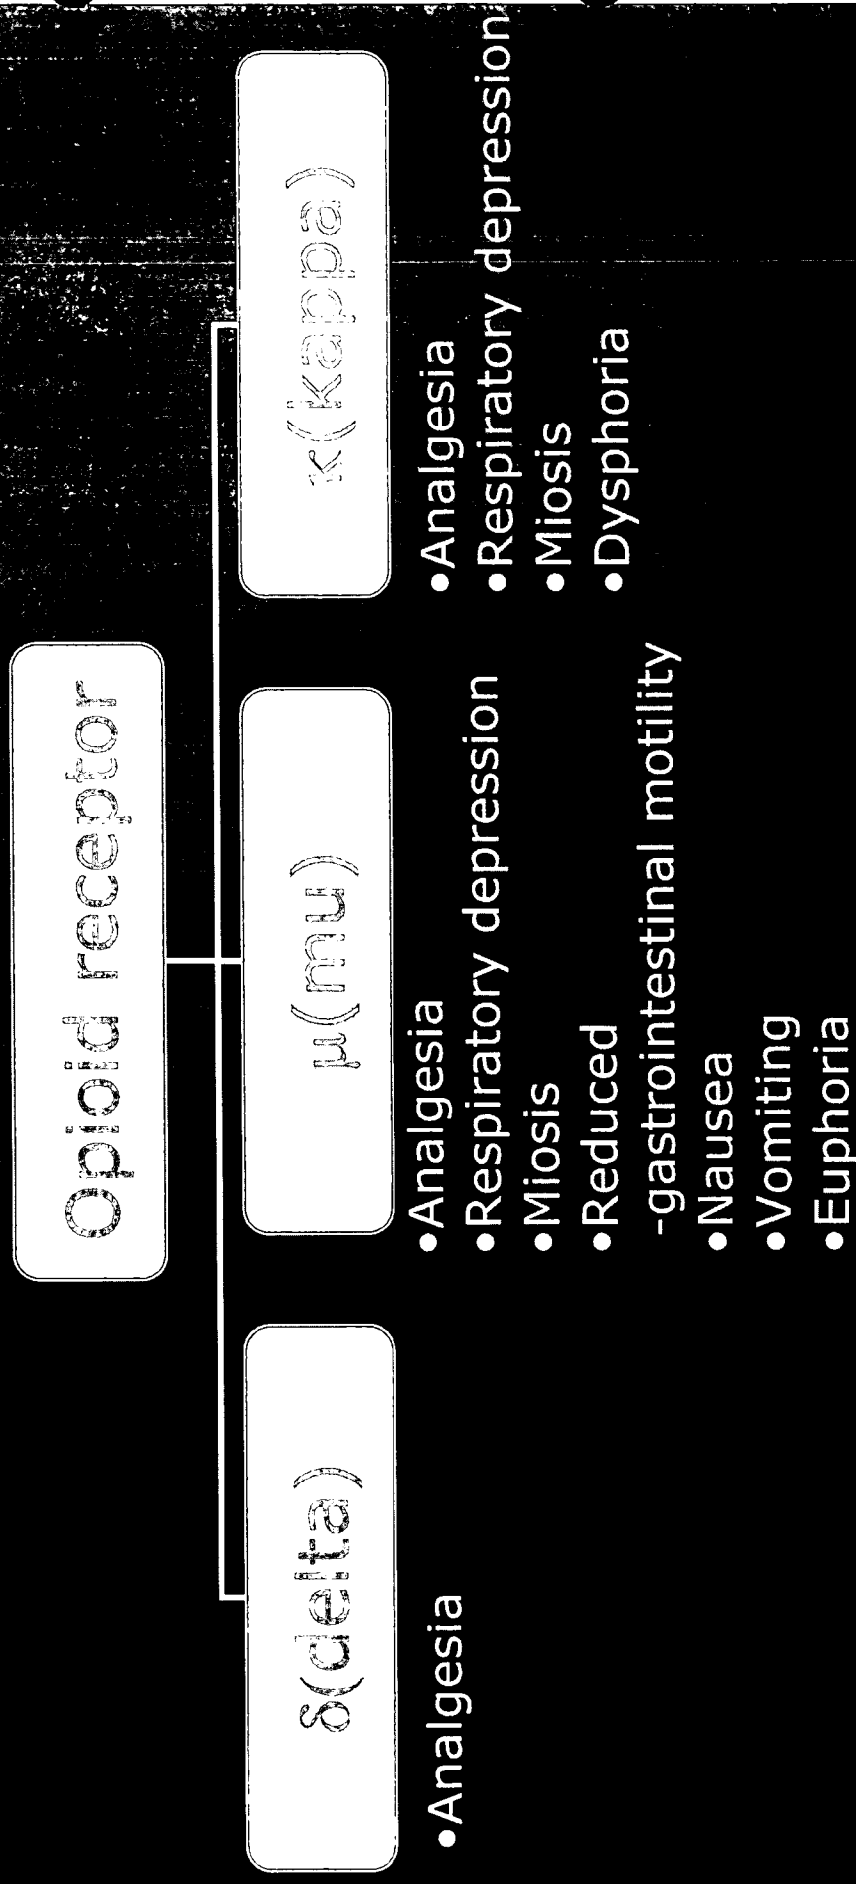 Opioid receptor
δ(delta)
•Analgesia
μ(mu)
•Analgesia
•Respiratory depression
•Miosis
•Reduced
-gastrointestinal motility
•Nausea
•Vomiting
•Euphoria
κ(kappa)
•Analgesia
•Respiratory depression
•Miosis
•Dysphoria